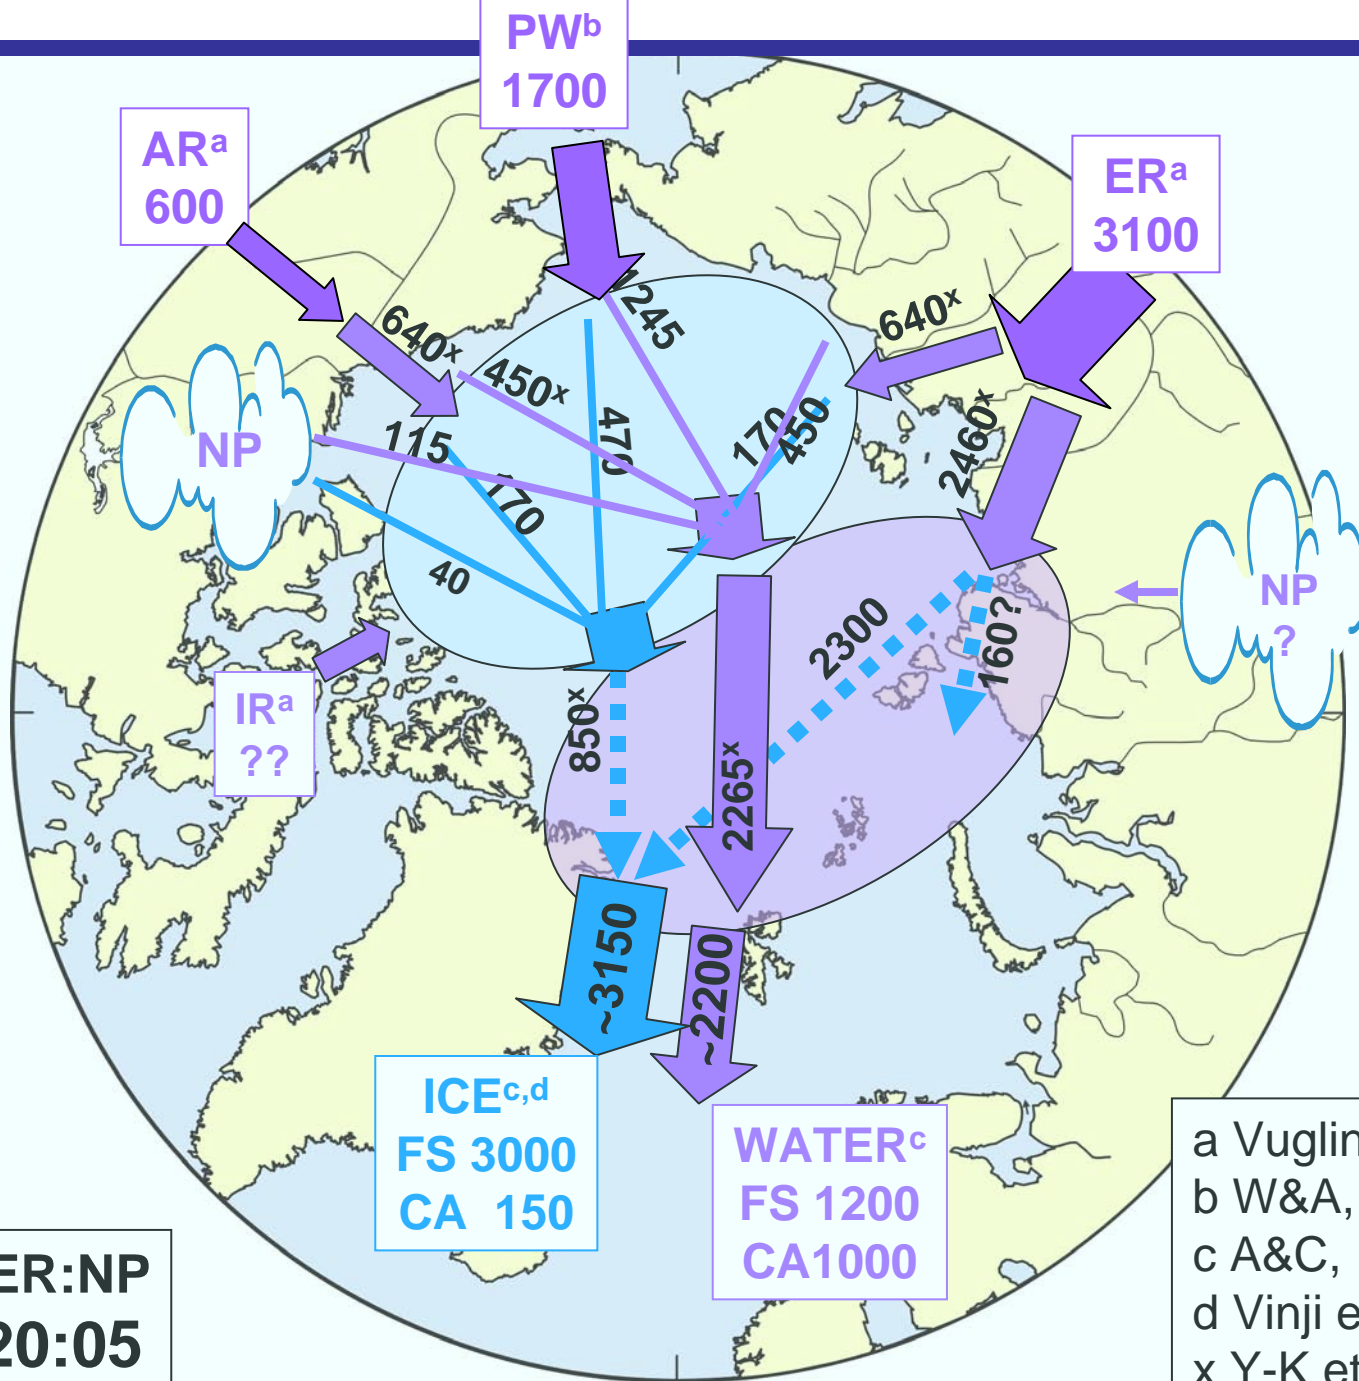 PWb
1700
ARa
600
ERa
3100
1245
640x
640x
450x
470
170
450
2460x
115
NP
170
40
NP
?
2300
160?
IRa
??
850x
2265x
~3150
~2200
ICEc,d
FS 3000
CA 150
WATERc
FS 1200
CA1000
a Vuglin
b W&A,
c A&C,
d Vinji e
x Y-K et
ER:NP
20:05